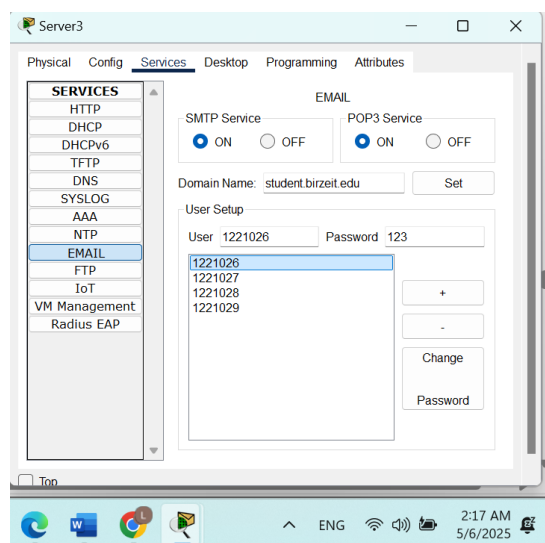 Server3
Physical Config Services Desktop Programming Attributes
SERVICES
HTTP
DHCP
DHCPv6
TFTP
DNS
SYSLOG
AAA
NTP
EMAIL
FTP
IoT
VM Management
Radius EAP
EMAIL
SMTP Service
ON OFF
POP3 Service
ON OFF
Domain Name: student.birzeit.edu Set
User Setup
User 1221026 Password 123
1221026
1221027
1221028
1221029
+
-
Change
Password
Top
W
L
ENG
2:17 AM
5/6/2025